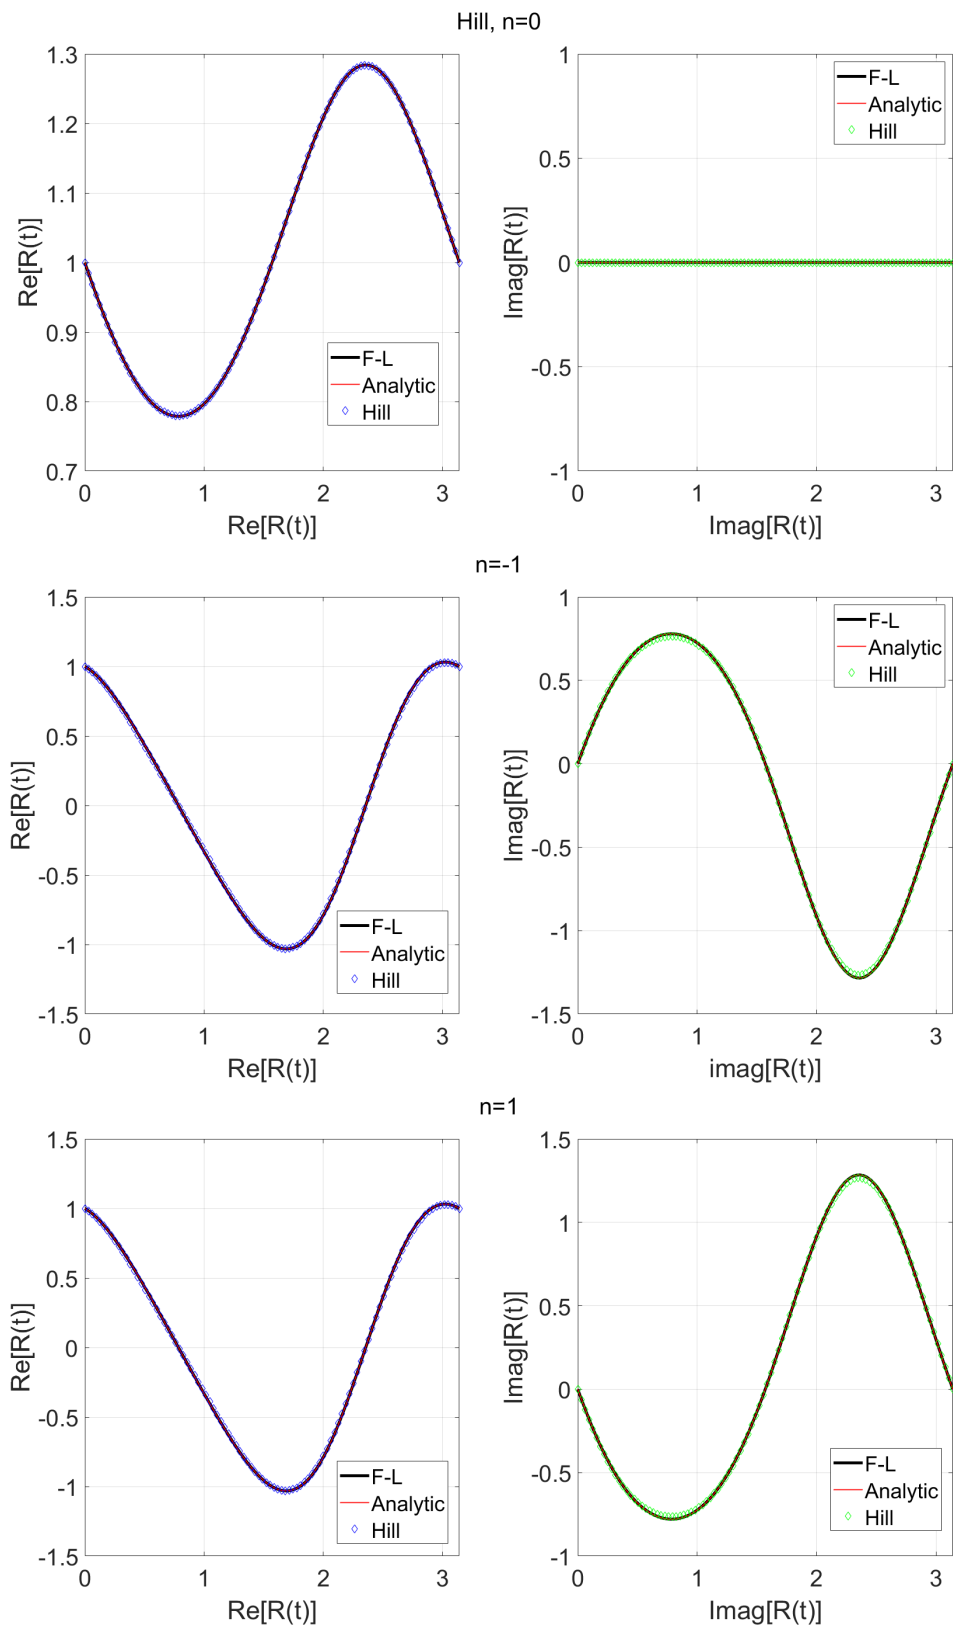 Hill, n=0
1.3
1.2
1.1
1
0.9
0.8
0.7
Re[R(t)]
F-L
Analytic
Hill
0 1 2 3
Re[R(t)]
1
0.5
0
-0.5
-1
Imag[R(t)]
F-L
Analytic
Hill
0 1 2 3
Imag[R(t)]
n=-1
1.5
1
0.5
0
-0.5
-1
-1.5
Re[R(t)]
F-L
Analytic
Hill
0 1 2 3
Re[R(t)]
1
0.5
0
-0.5
-1
-1.5
Imag[R(t)]
F-L
Analytic
Hill
0 1 2 3
imag[R(t)]
n=1
1.5
1
0.5
0
-0.5
-1
-1.5
Re[R(t)]
F-L
Analytic
Hill
0 1 2 3
Re[R(t)]
1.5
1
0.5
0
-0.5
-1
Imag[R(t)]
F-L
Analytic
Hill
0 1 2 3
Imag[R(t)]